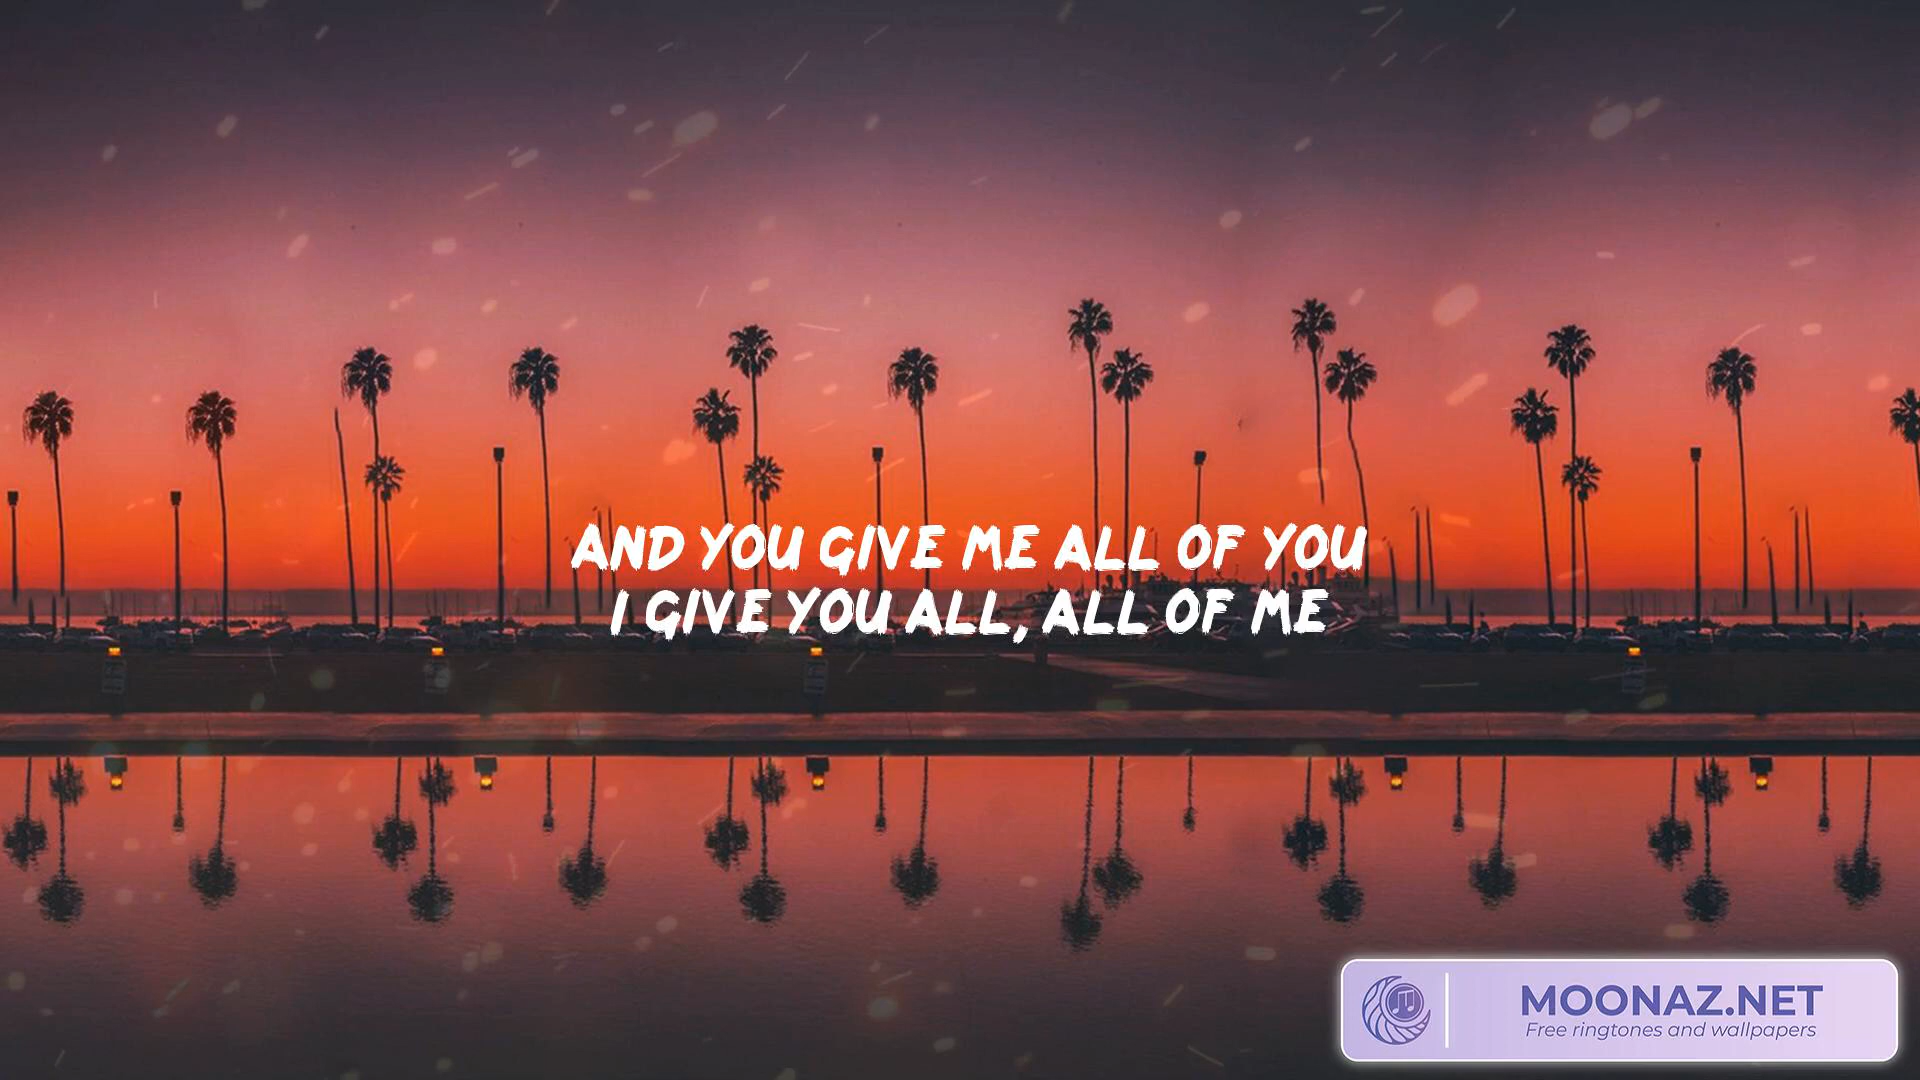 AND YOU GIVE ME ALL OF YOU
I GIVE YOU ALL, ALL OF ME
MOONAZ.NET
Free ringtones and wallpapers